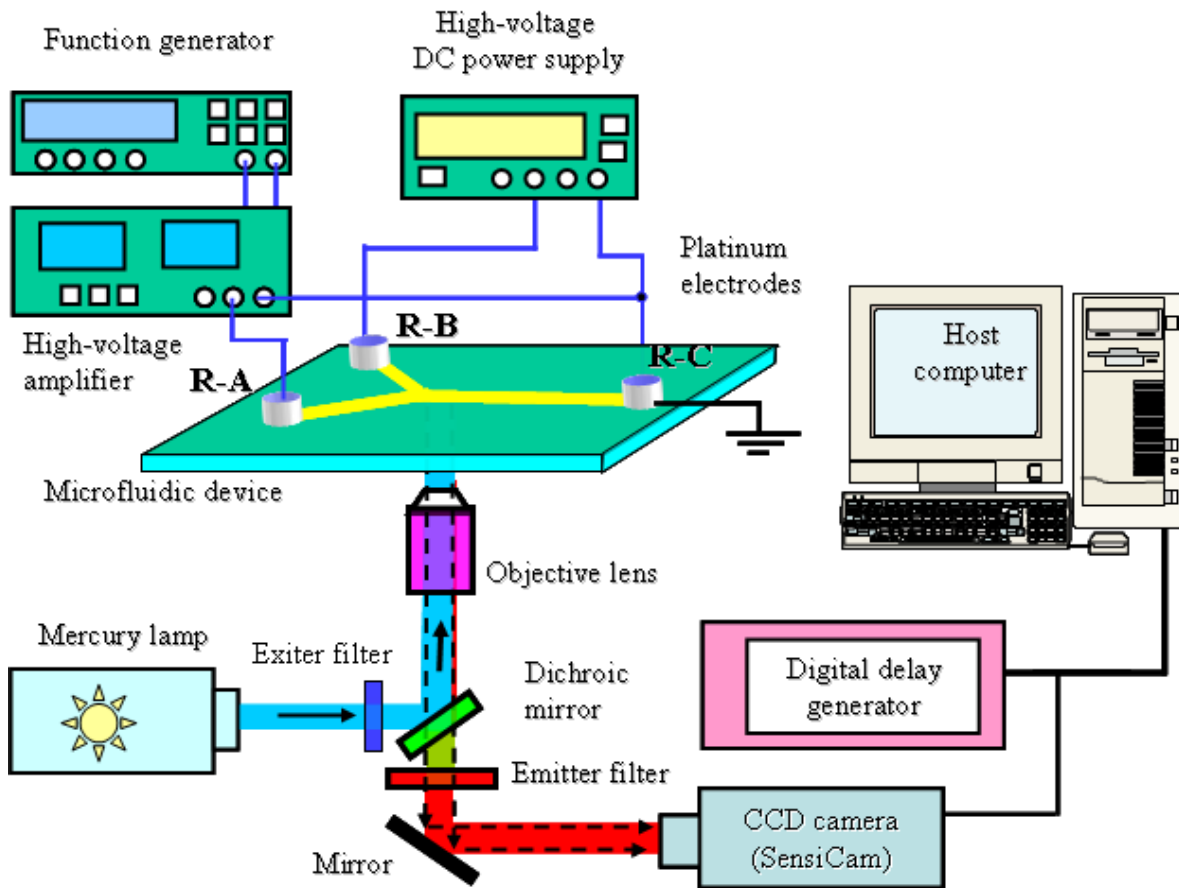 Function generator
High-voltage
DC power supply
Platinum
electrodes
High-voltage
amplifier
R-A
R-B
R-C
Host
computer
Microfluidic device
Objective lens
Mercury lamp
Exiter filter
Dichroic
mirror
Digital delay
generator
Emitter filter
Mirror
CCD camera
(SensiCam)